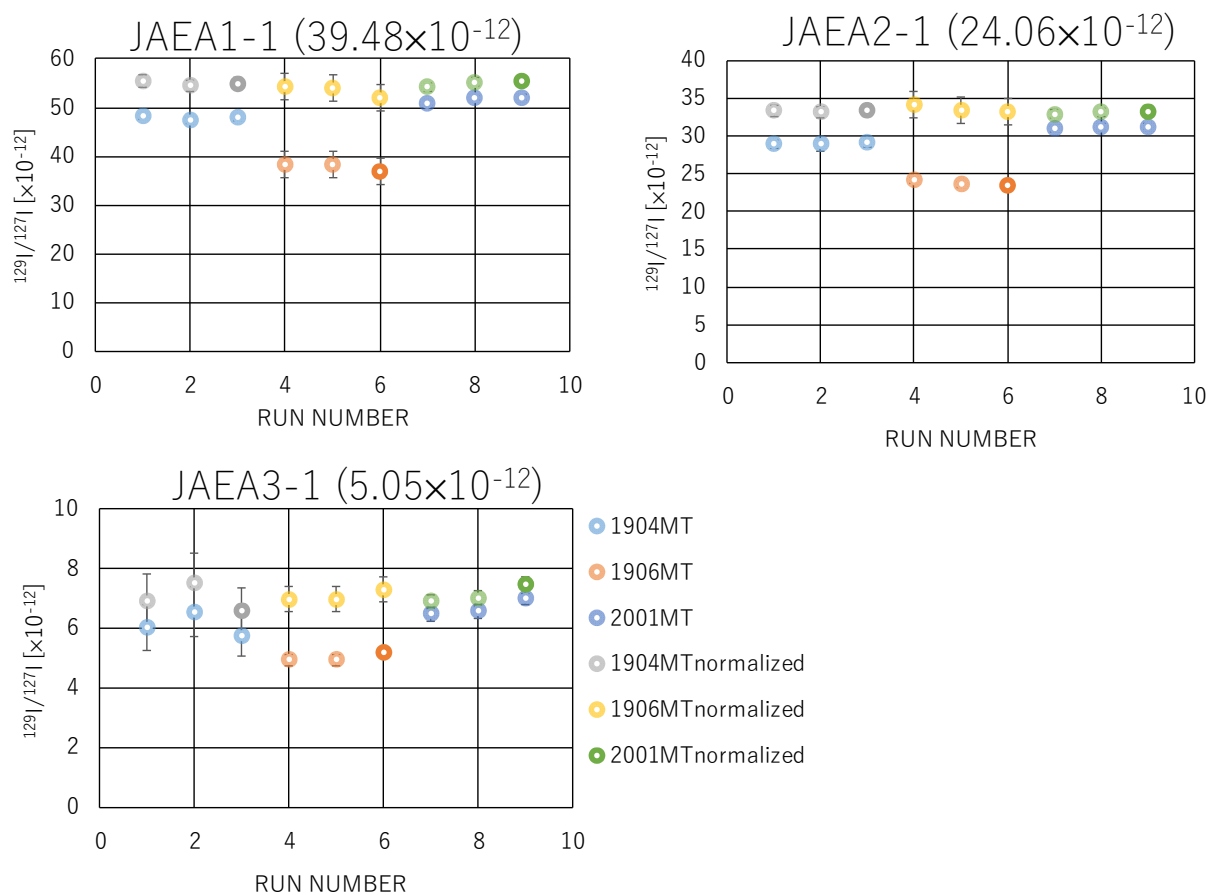 JAEA1-1 (39.48×10⁻¹²)
60
50
40
30
20
10
0
¹²⁹I/¹²⁷I [×10⁻¹²]
0 2 4 6 8 10
RUN NUMBER
JAEA2-1 (24.06×10⁻¹²)
40
35
30
25
20
15
10
5
0
¹²⁹I/¹²⁷I [×10⁻¹²]
0 2 4 6 8 10
RUN NUMBER
JAEA3-1 (5.05×10⁻¹²)
10
8
6
4
2
0
¹²⁹I/¹²⁷I [×10⁻¹²]
0 2 4 6 8 10
RUN NUMBER
1904MT
1906MT
2001MT
1904MTnormalized
1906MTnormalized
2001MTnormalized